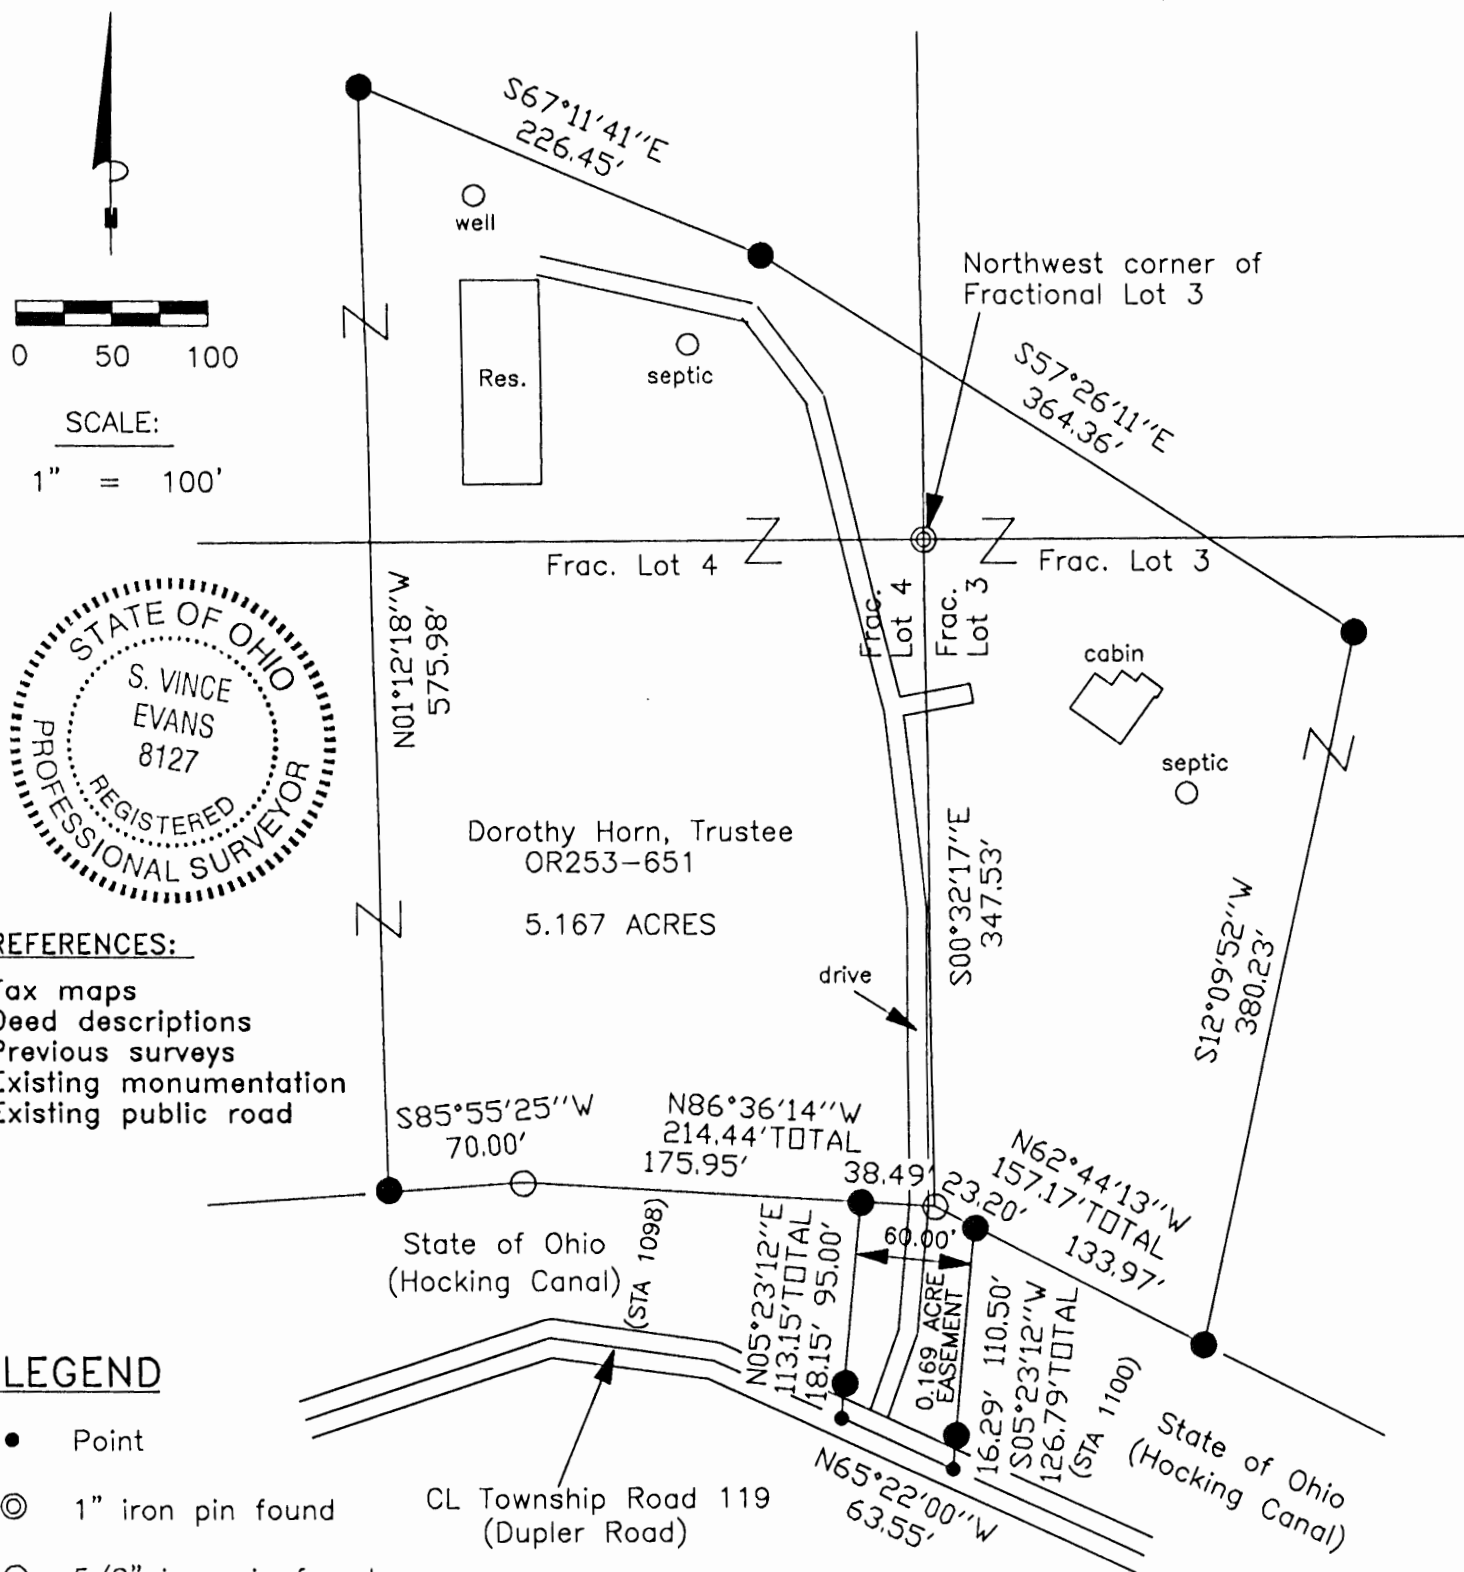 S67°11'41"E
226.45'
well
Northwest corner of
Fractional Lot 3
0 50 100
SCALE:
1" = 100'
Res.
septic
S57°26'11"E
364.36'
Frac. Lot 4
Frac. Lot 3
Frac.
Lot 4
Frac.
Lot 3
N01°12'18"W
575.98'
STATE OF OHIO
S. VINCE
EVANS
8127
REGISTERED
PROFESSIONAL SURVEYOR
cabin
septic
Dorothy Horn, Trustee
OR253-651
5.167 ACRES
S00°32'17"E
347.53'
drive
S12°09'52"W
380.23'
REFERENCES:
Tax maps
Deed descriptions
Previous surveys
Existing monumentation
Existing public road
S85°55'25"W
70.00'
N86°36'14"W
214.44'TOTAL
175.95'
38.49'
23.20'
N62°44'13"W
157.17'TOTAL
133.97'
60.00'
State of Ohio
(Hocking Canal)
(STA 1098)
N05°23'12"E
113.15'TOTAL
18.15' 95.00'
0.169 ACRE
EASEMENT
16.29' 110.50'
S05°23'12"W
126.79'TOTAL
(STA 1100)
State of Ohio
(Hocking Canal)
N65°22'00"W
63.55'
CL Township Road 119
(Dupler Road)
LEGEND
Point
1" iron pin found
5/8" iron pin found